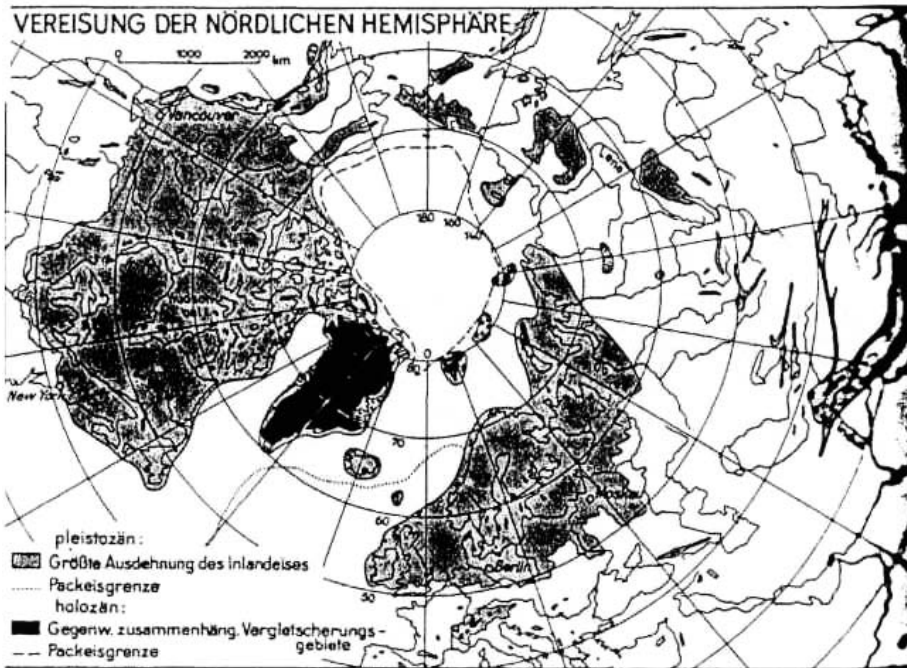 VEREISUNG DER NÖRDLICHEN HEMISPHÄRE
0 1000 2000 km
Vancouver
Lena
180 160 140
Hudson
New York
0
80
70
60
50
Moskau
Berlin
pleistozän:
Größte Ausdehnung des Inlandeises
Packeisgrenze
holozän:
Gegenw. zusammenhäng. Vergletscherungs-
gebiete
Packeisgrenze